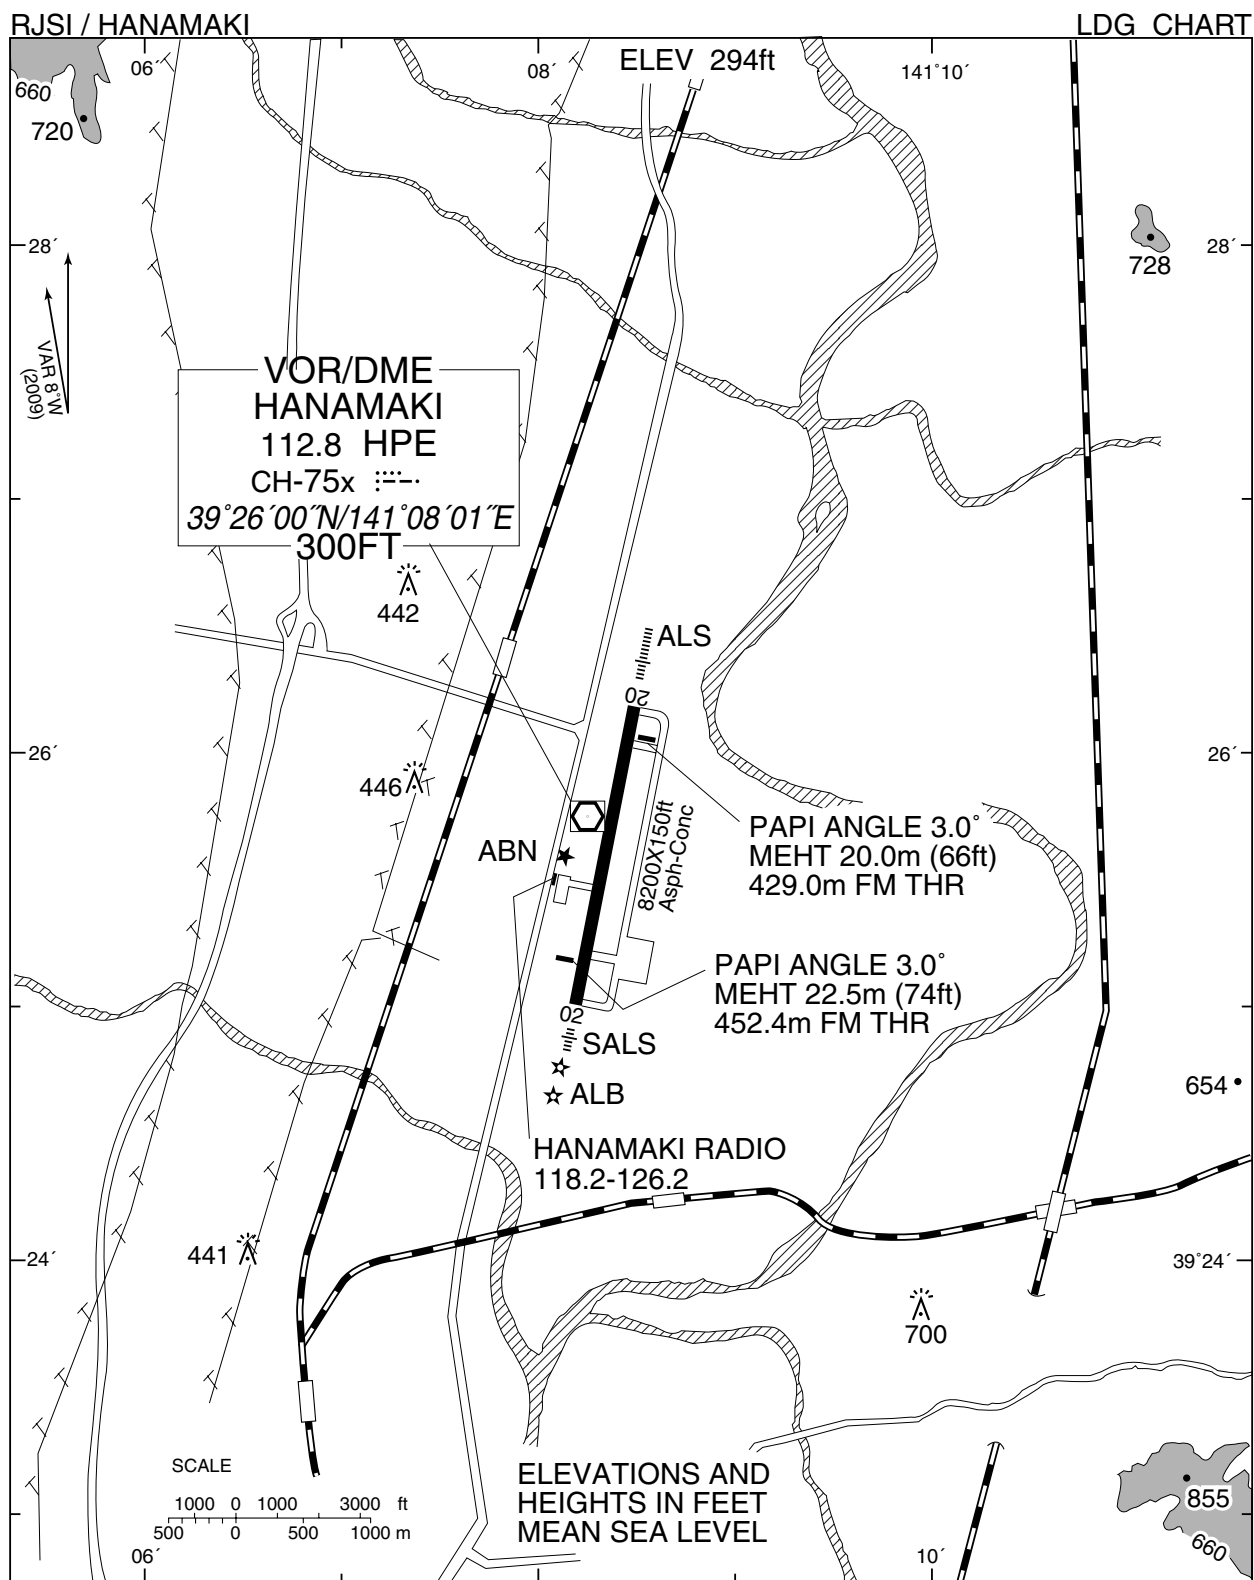 RJSI / HANAMAKI
LDG CHART
06´
08´
ELEV 294ft
141°10´
660
720
28´
28´
728
VAR 8°W
(2009)
VOR/DME
HANAMAKI
112.8 HPE
CH-75x
39°26´00˝N/141°08´01˝E
300FT
442
ALS
20
26´
26´
446
8200X150ft
Asph-Conc
PAPI ANGLE 3.0°
MEHT 20.0m (66ft)
429.0m FM THR
ABN
PAPI ANGLE 3.0°
MEHT 22.5m (74ft)
452.4m FM THR
02
SALS
ALB
654
HANAMAKI RADIO
118.2-126.2
441
24´
39°24´
700
SCALE
1000 0 1000 3000 ft
500 0 500 1000 m
ELEVATIONS AND
HEIGHTS IN FEET
MEAN SEA LEVEL
855
660
06´
10´